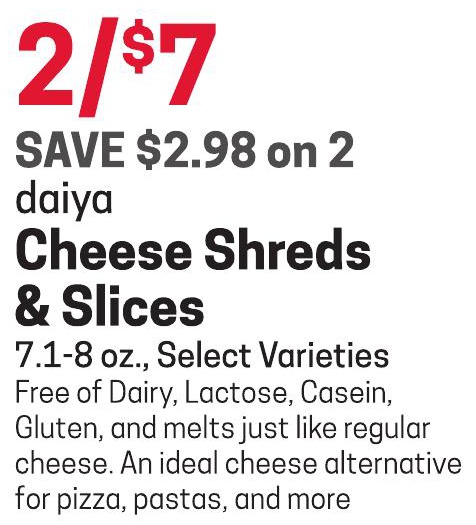 2/$7
SAVE $2.98 on 2
daiya
Cheese Shreds
& Slices
7.1-8 oz., Select Varieties
Free of Dairy, Lactose, Casein,
Gluten, and melts just like regular
cheese. An ideal cheese alternative
for pizza, pastas, and more